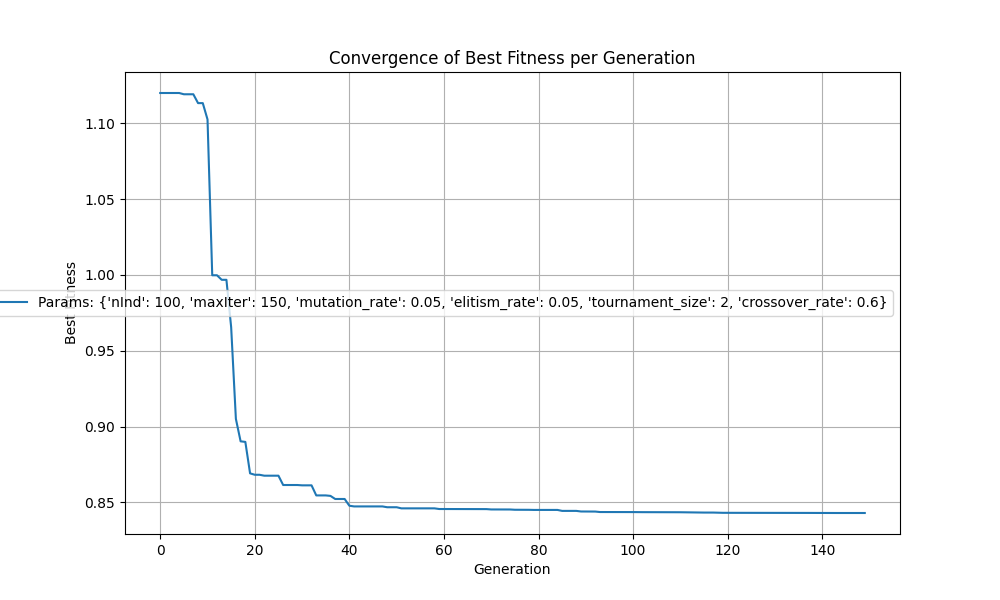 Convergence of Best Fitness per Generation
1.10
1.05
1.00
0.95
0.90
0.85
Best Fitness
Params: {'nInd': 100, 'maxIter': 150, 'mutation_rate': 0.05, 'elitism_rate': 0.05, 'tournament_size': 2, 'crossover_rate': 0.6}
0 20 40 60 80 100 120 140
Generation